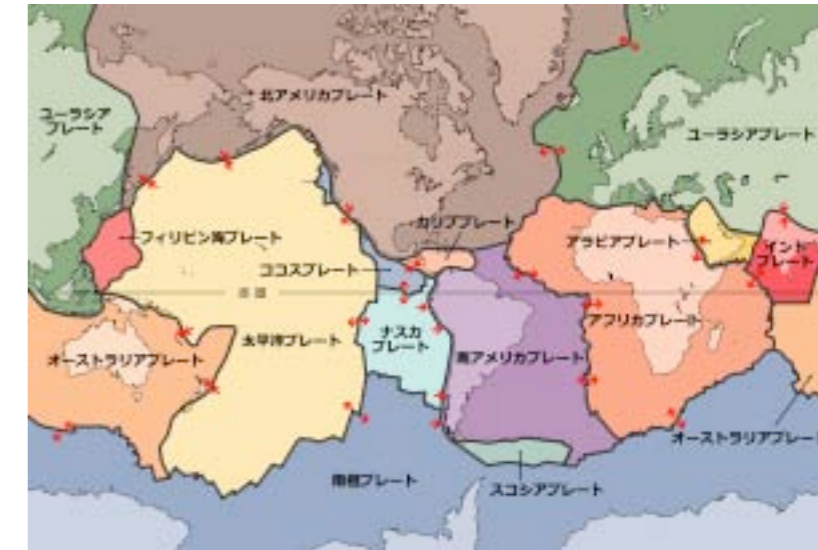 北アメリカプレート
ユーラシア
プレート
ユーラシアプレート
カリブプレート
フィリピン海プレート
アラビアプレート
インド
プレート
ココスプレート
赤道
アフリカプレート
ナスカ
プレート
太平洋プレート
オーストラリアプレート
南アメリカプレート
オーストラリアプレー
南極プレート
スコシアプレート